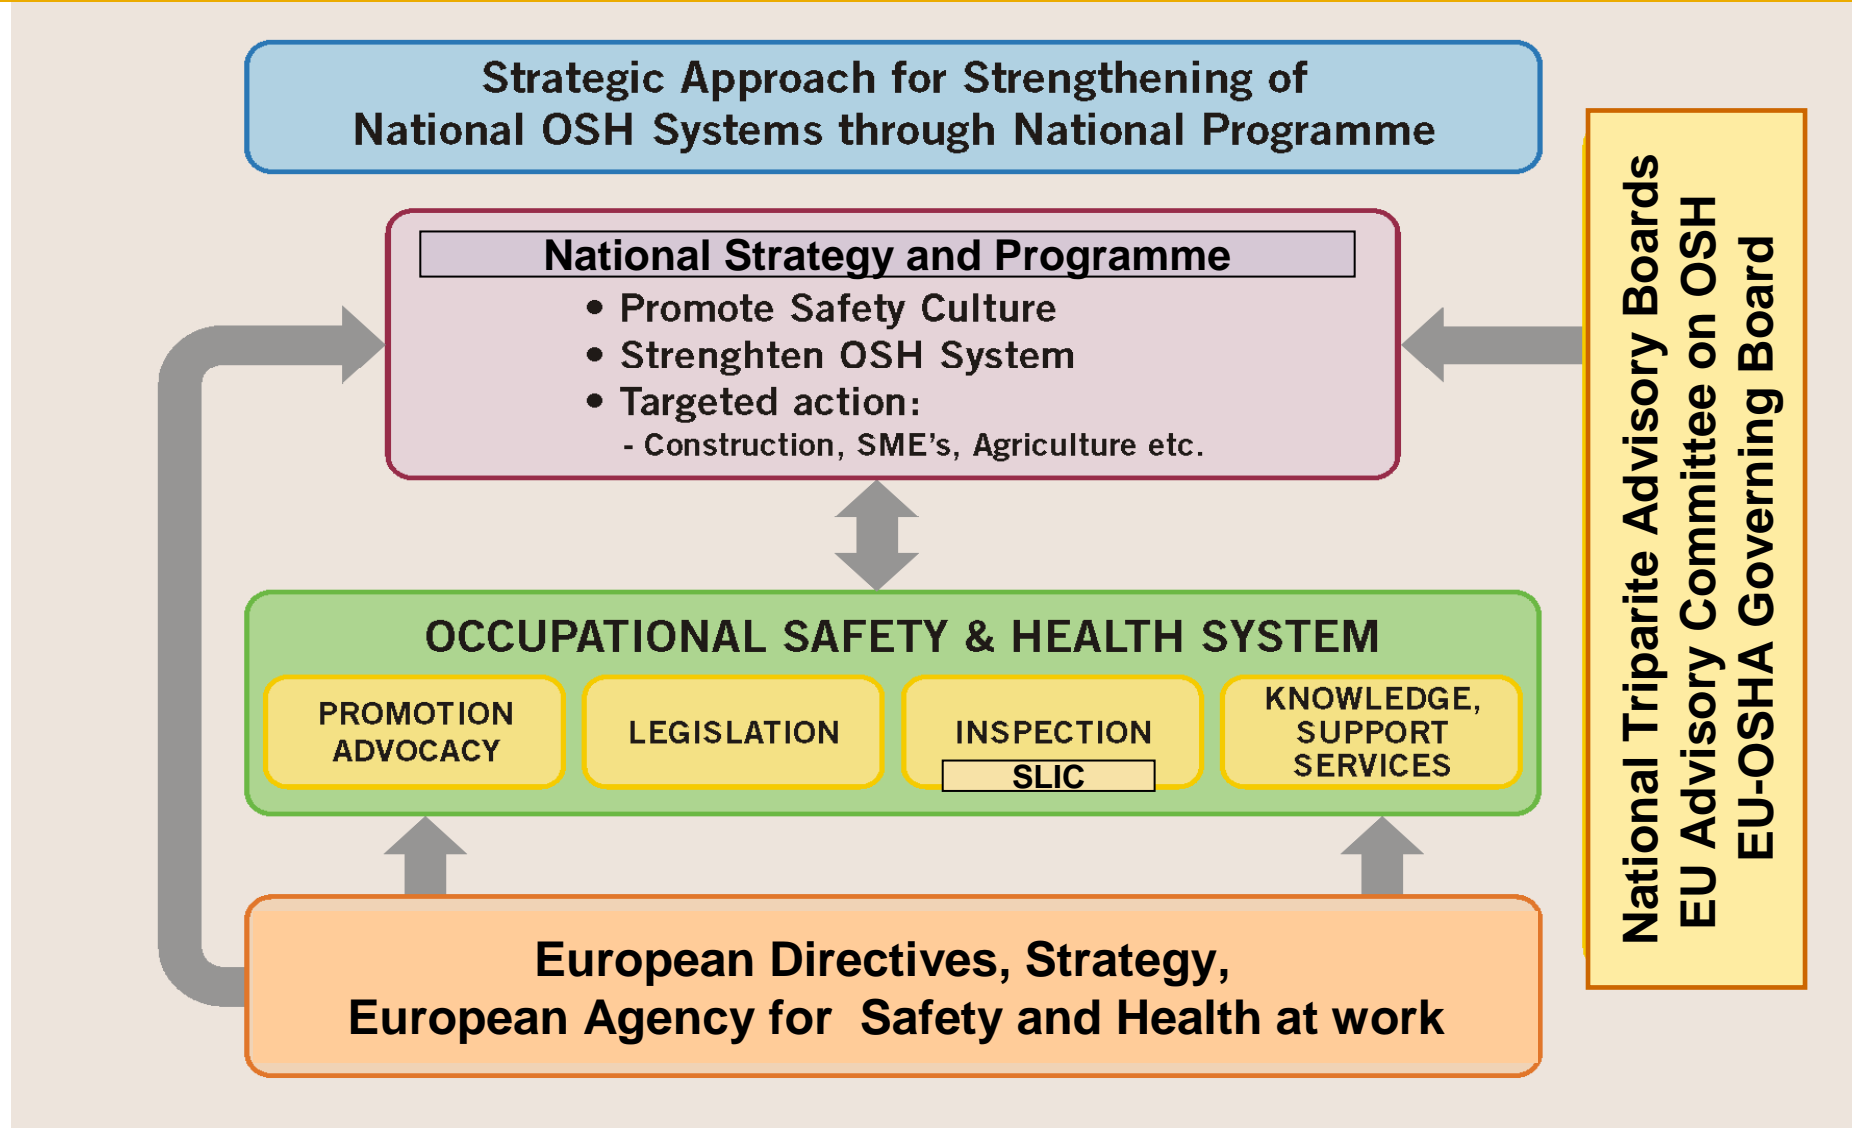 Strategic Approach for Strengthening of
National OSH Systems through National Programme
National Strategy and Programme
• Promote Safety Culture
• Strenghten OSH System
• Targeted action:
- Construction, SME's, Agriculture etc.
OCCUPATIONAL SAFETY & HEALTH SYSTEM
PROMOTION
ADVOCACY
LEGISLATION
INSPECTION
SLIC
KNOWLEDGE,
SUPPORT
SERVICES
European Directives, Strategy,
European Agency for Safety and Health at work
National Triparite Advisory Boards
EU Advisory Committee on OSH
EU-OSHA Governing Board